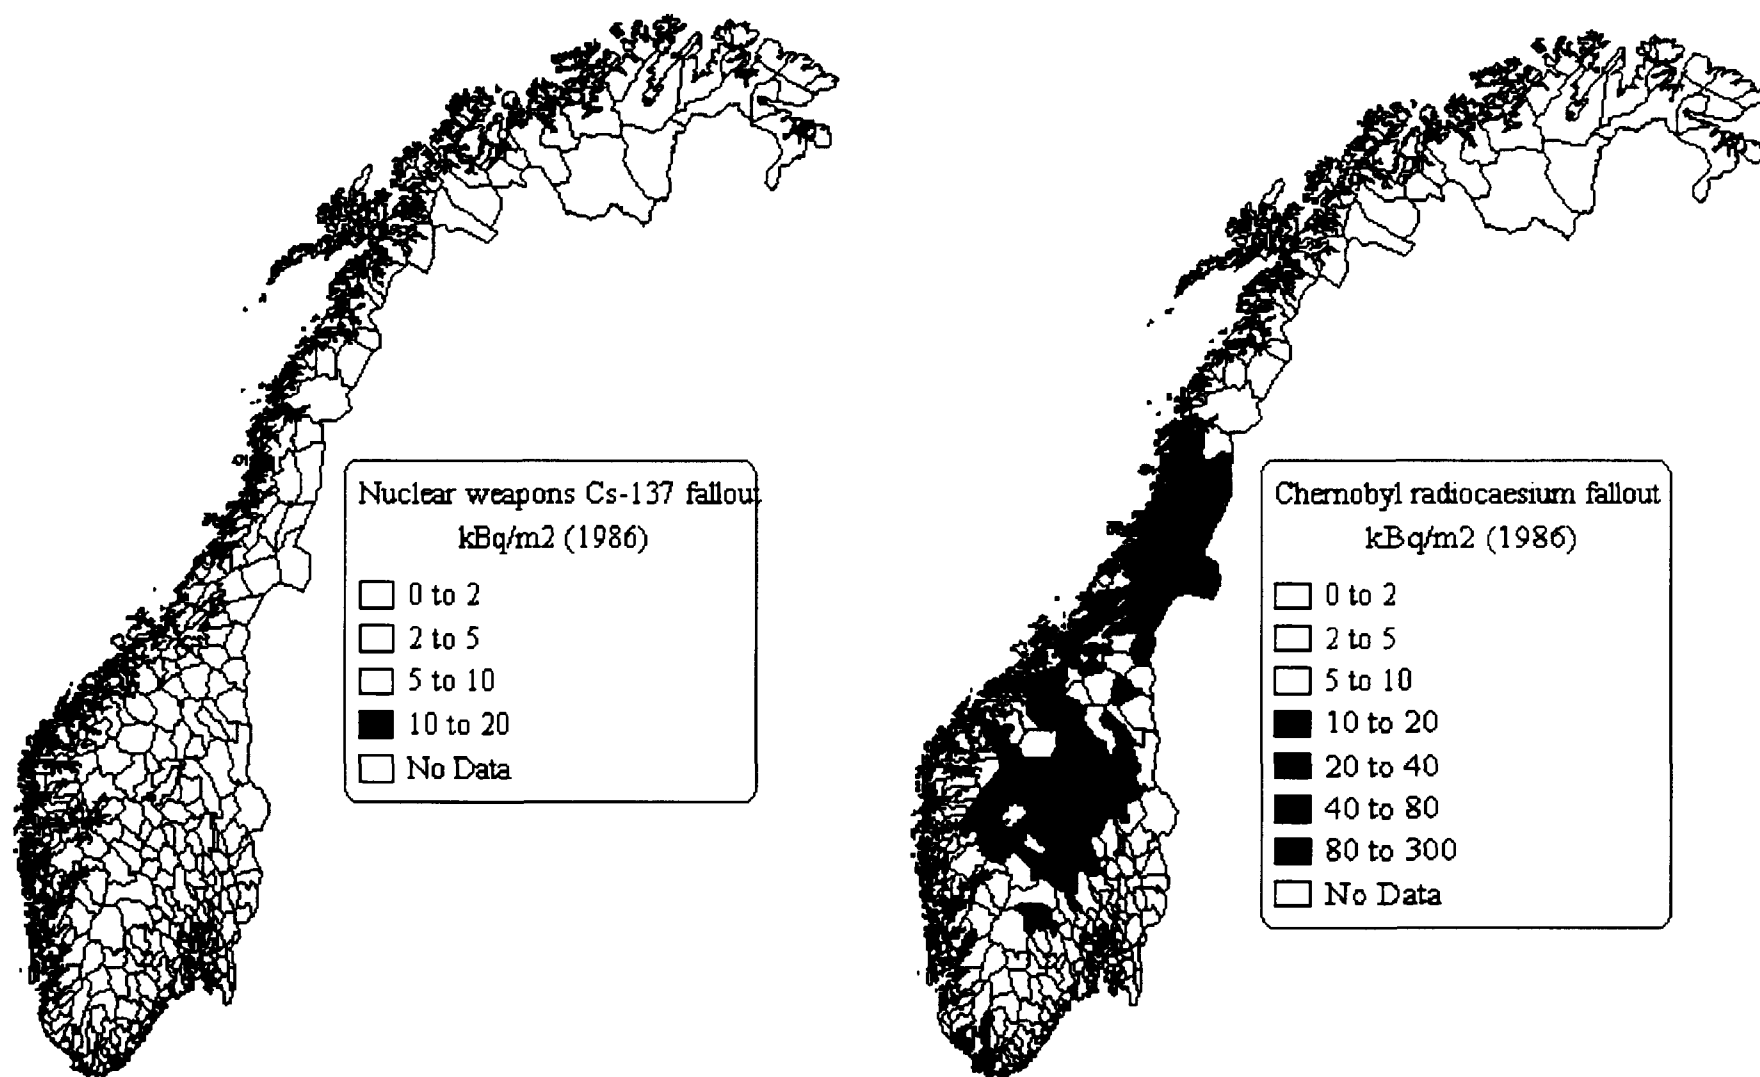 Nuclear weapons Cs-137 fallout
kBq/m2 (1986)
0 to 2
2 to 5
5 to 10
10 to 20
No Data
Chernobyl radiocaesium fallout
kBq/m2 (1986)
0 to 2
2 to 5
5 to 10
10 to 20
20 to 40
40 to 80
80 to 300
No Data